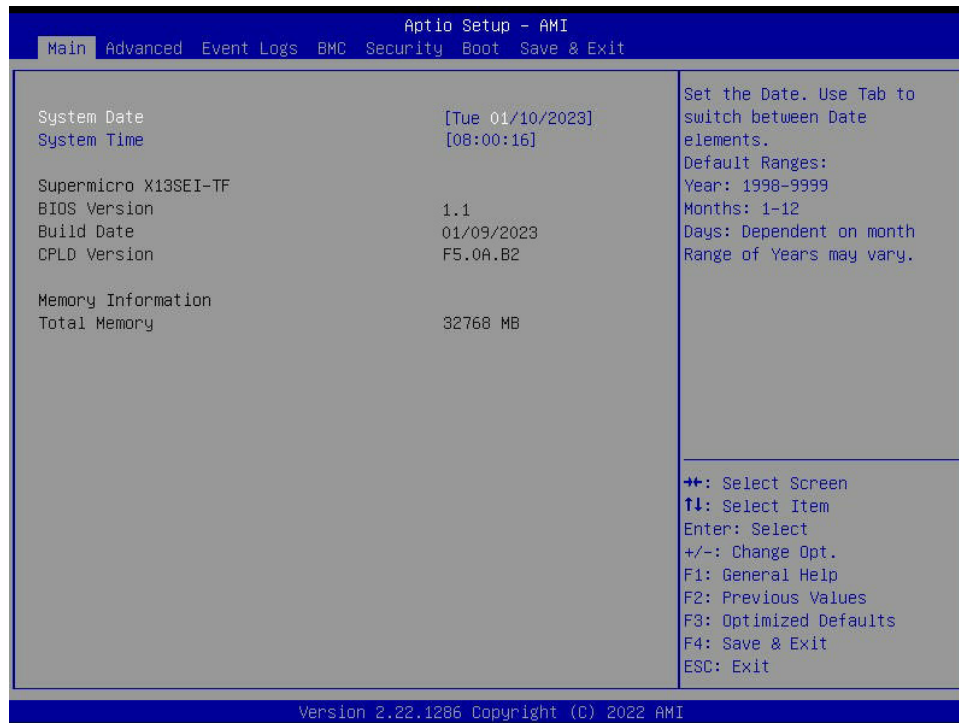 Aptio Setup – AMI
Main Advanced Event Logs BMC Security Boot Save & Exit
System Date [Tue 01/10/2023]
System Time [08:00:16]
Supermicro X13SEI-TF
BIOS Version 1.1
Build Date 01/09/2023
CPLD Version F5.0A.B2
Memory Information
Total Memory 32768 MB
Set the Date. Use Tab to
switch between Date
elements.
Default Ranges:
Year: 1998-9999
Months: 1-12
Days: Dependent on month
Range of Years may vary.
→←: Select Screen
↑↓: Select Item
Enter: Select
+/-: Change Opt.
F1: General Help
F2: Previous Values
F3: Optimized Defaults
F4: Save & Exit
ESC: Exit
Version 2.22.1286 Copyright (C) 2022 AMI